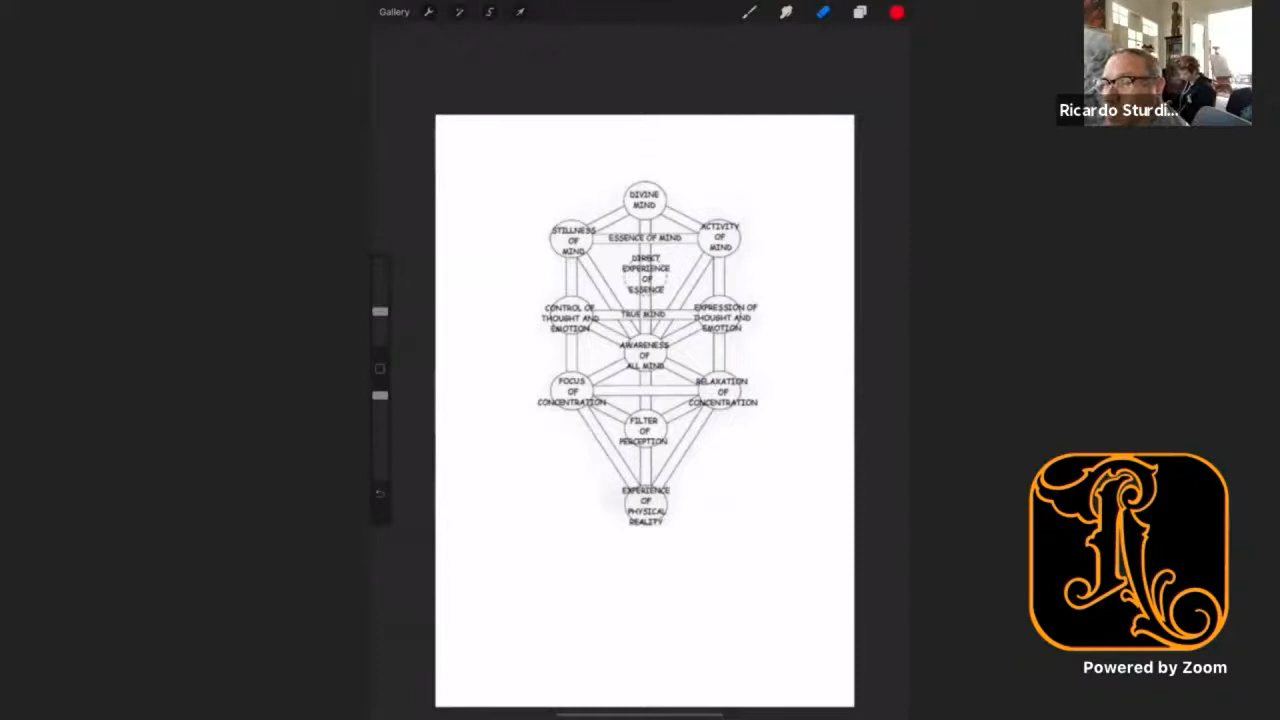 Gallery
Ricardo Sturdi...
DIVINE
MIND
STILLNESS
OF
MIND
ACTIVITY
OF
MIND
ESSENCE OF MIND
DIRECT
EXPERIENCE
OF
ESSENCE
CONTROL OF
THOUGHT AND
EMOTION
TRUE MIND
EXPRESSION OF
THOUGHT AND
EMOTION
AWARENESS
OF
ALL MIND
FOCUS
OF
CONCENTRATION
RELAXATION
OF
CONCENTRATION
FILTER
OF
PERCEPTION
EXPERIENCE
OF
PHYSICAL
REALITY
Powered by Zoom